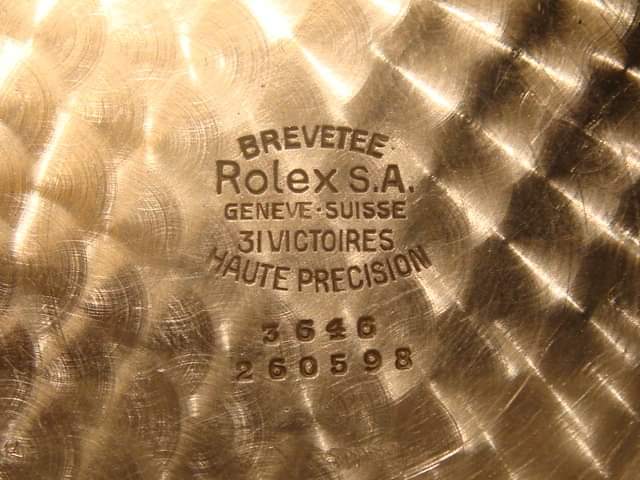 BREVETEE
Rolex S.A.
GENEVE·SUISSE
31 VICTOIRES
HAUTE PRECISION
3646
260598